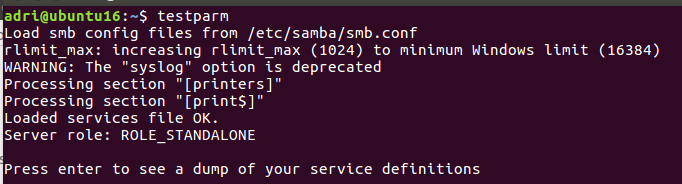 adri@ubuntu16:~$ testparm
Load smb config files from /etc/samba/smb.conf
rlimit_max: increasing rlimit_max (1024) to minimum Windows limit (16384)
WARNING: The "syslog" option is deprecated
Processing section "[printers]"
Processing section "[print$]"
Loaded services file OK.
Server role: ROLE_STANDALONE
Press enter to see a dump of your service definitions